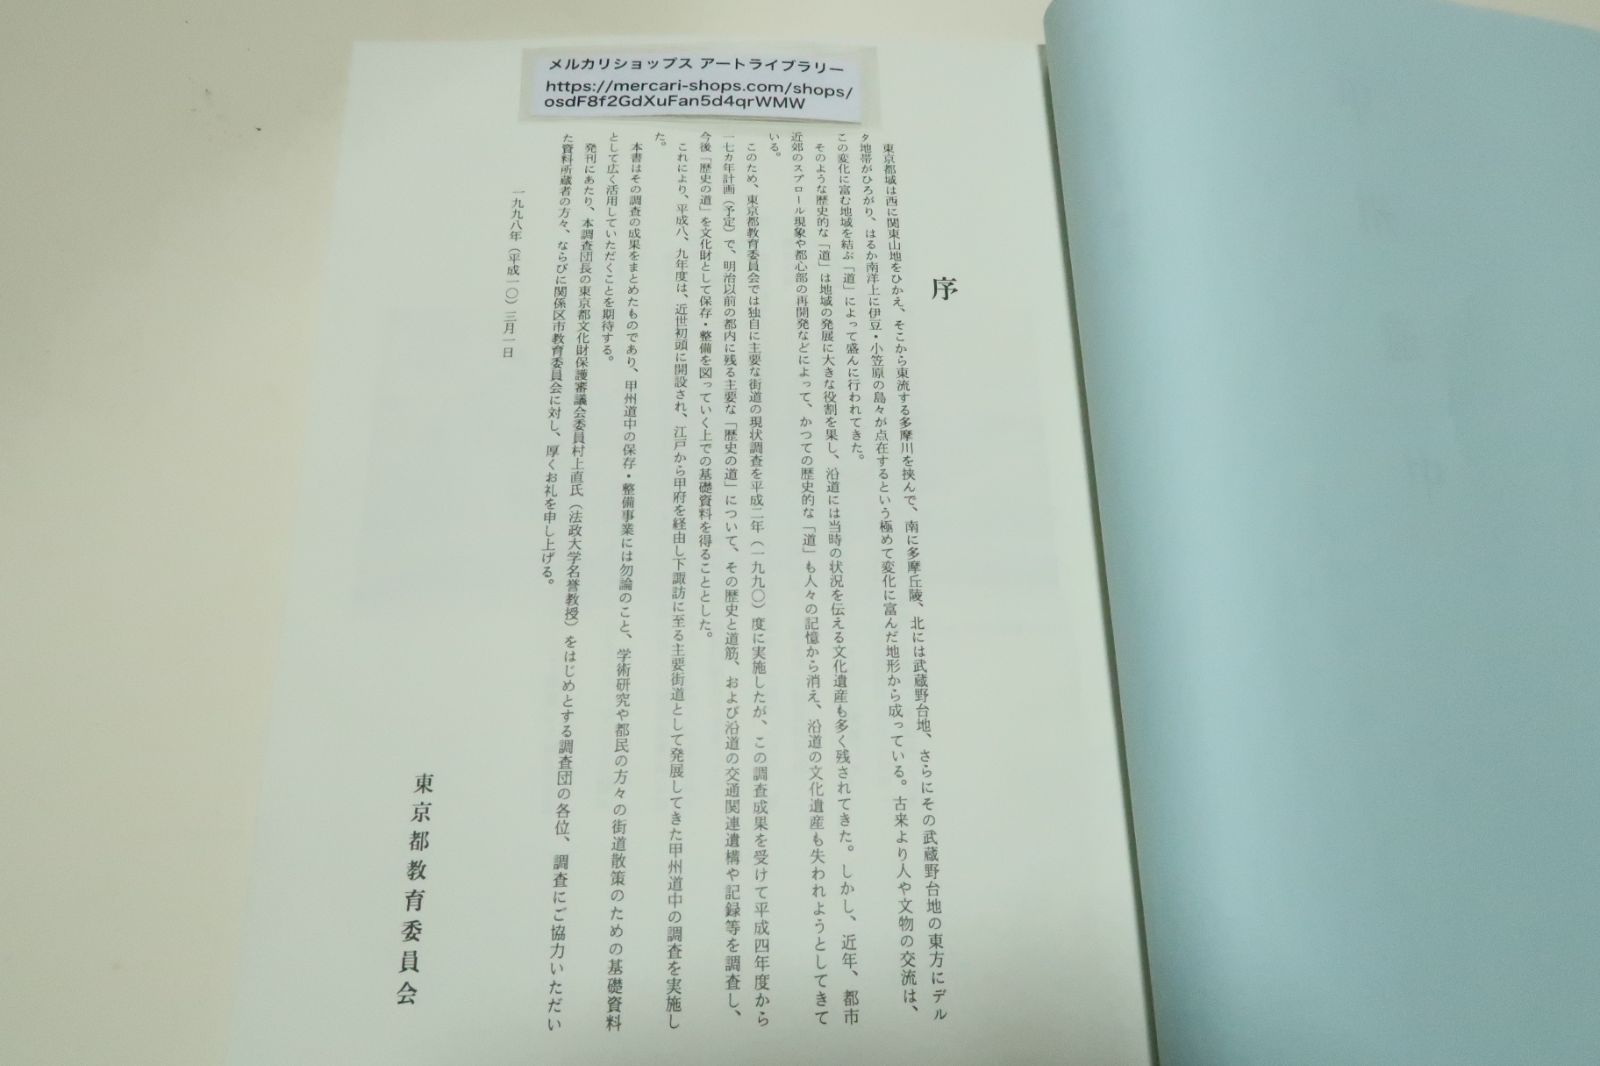 メルカリショップス アートライブラリー
https://mercari-shops.com/shops/
osdF8f2GdXuFan5d4qrWMW
序
東京都域は西に関東山地をひかえ、そこから東流する多摩川を挟んで、南に多摩丘陵、北には武蔵野台地、さらにその武蔵野台地の東方にデル
タ地帯がひろがり、はるか南洋上に伊豆・小笠原の島々が点在するという極めて変化に富んだ地形から成っている。古来より人や文物の交流は、
この変化に富む地域を結ぶ「道」によって盛んに行われてきた。
そのような歴史的な「道」は地域の発展に大きな役割を果し、沿道には当時の状況を伝える文化遺産も多く残されてきた。しかし、近年、都市
近郊のスプロール現象や都心部の再開発などによって、かつての歴史的な「道」も人々の記憶から消え、沿道の文化遺産も失われようとしてきて
いる。
このため、東京都教育委員会では独自に主要な街道の現状調査を平成二年（一九九〇）度に実施したが、この調査成果を受けて平成四年度から
一七カ年計画（予定）で、明治以前の都内に残る主要な「歴史の道」について、その歴史と道筋、および沿道の交通関連遺構や記録等を調査し、
今後「歴史の道」を文化財として保存・整備を図っていく上での基礎資料を得ることとした。
これにより、平成八、九年度は、近世初頭に開設され、江戸から甲府を経由し下諏訪に至る主要街道として発展してきた甲州道中の調査を実施し
た。
本書はその調査の成果をまとめたものであり、甲州道中の保存・整備事業には勿論のこと、学術研究や都民の方々の街道散策のための基礎資料
として広く活用していただくことを期待する。
発刊にあたり、本調査団長の東京都文化財保護審議会委員村上直氏（法政大学名誉教授）をはじめとする調査団の各位、調査にご協力いただい
た資料所蔵者の方々、ならびに関係区市教育委員会に対し、厚くお礼を申し上げる。
一九九八年（平成一〇）三月一日
東京都教育委員会